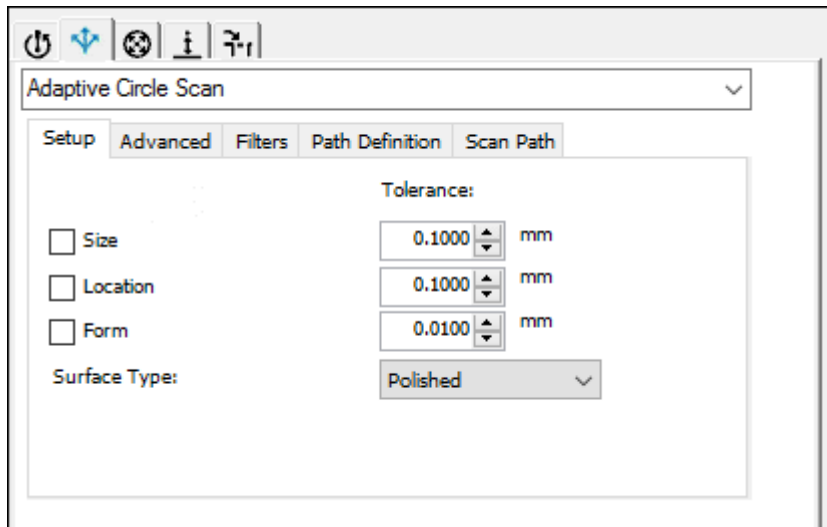 Adaptive Circle Scan
Setup Advanced Filters Path Definition Scan Path
Tolerance:
Size 0.1000 mm
Location 0.1000 mm
Form 0.0100 mm
Surface Type: Polished